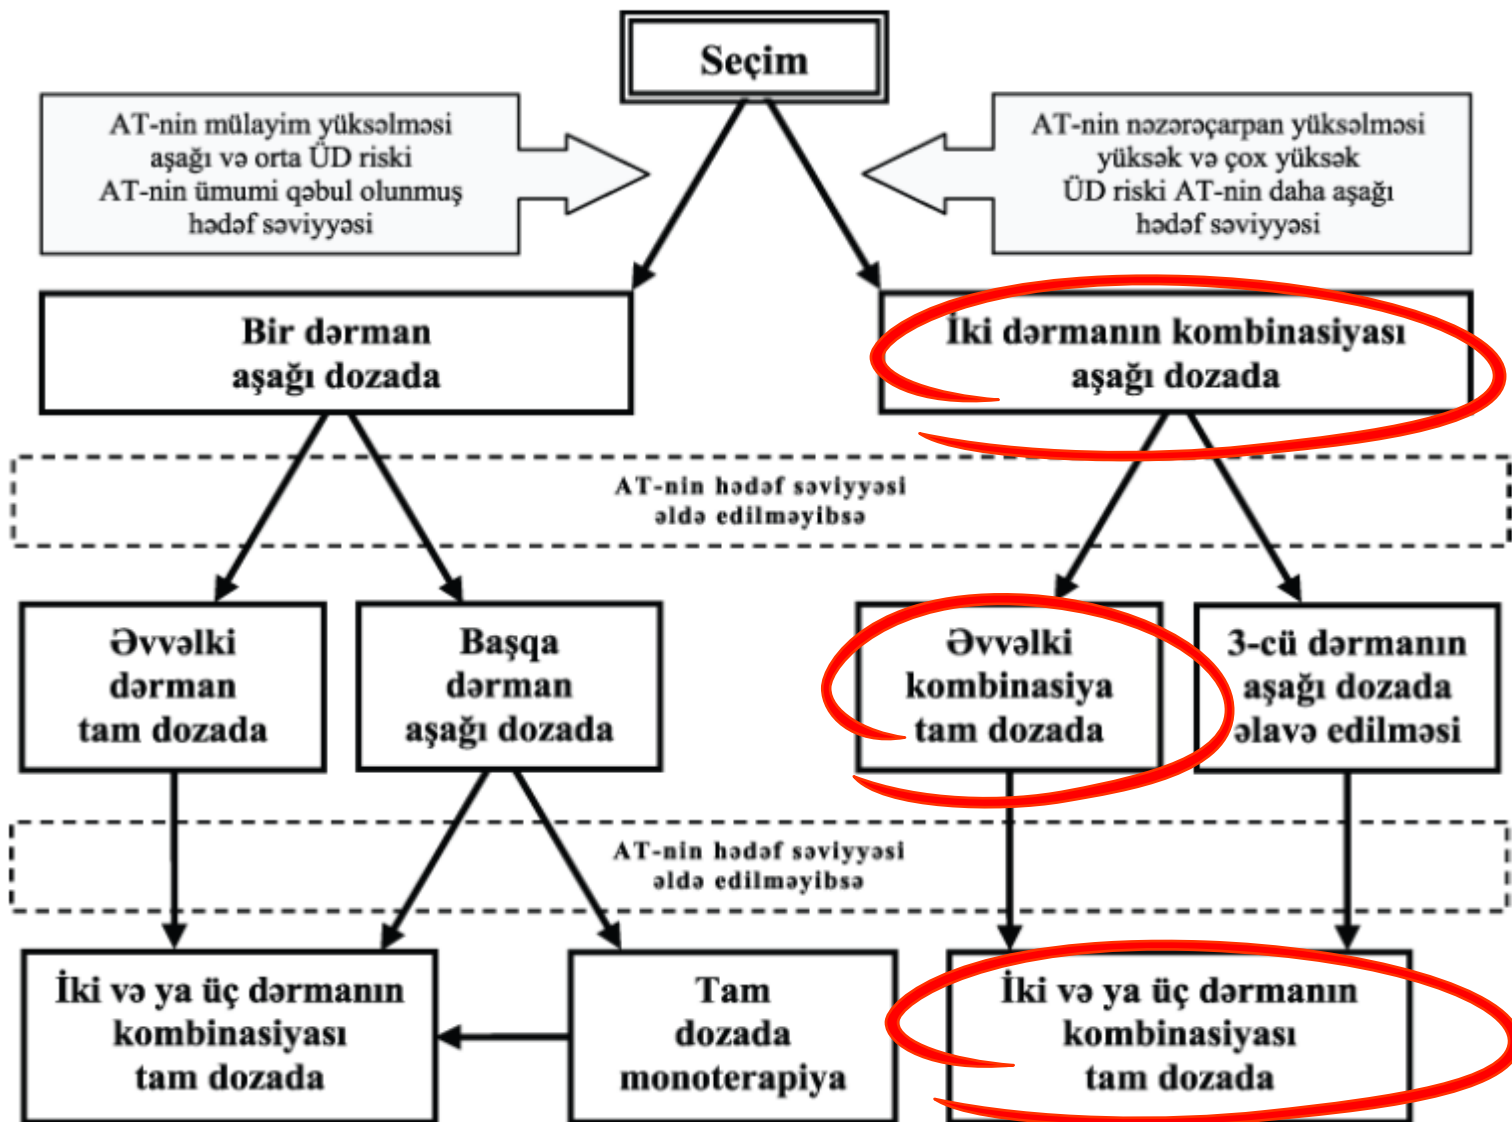 Seçim
AT-nin mülayim yüksəlməsi
aşağı və orta ÜD riski
AT-nin ümumi qəbul olunmuş
hədəf səviyyəsi
AT-nin nəzərəçarpan yüksəlməsi
yüksək və çox yüksək
ÜD riski AT-nin daha aşağı
hədəf səviyyəsi
Bir dərman
aşağı dozada
İki dərmanın kombinasiyası
aşağı dozada
AT-nin hədəf səviyyəsi
əldə edilməyibsə
Əvvəlki
dərman
tam dozada
Başqa
dərman
aşağı dozada
Əvvəlki
kombinasiya
tam dozada
3-cü dərmanın
aşağı dozada
əlavə edilməsi
AT-nin hədəf səviyyəsi
əldə edilməyibsə
İki və ya üç dərmanın
kombinasiyası
tam dozada
Tam
dozada
monoterapiya
İki və ya üç dərmanın
kombinasiyası
tam dozada